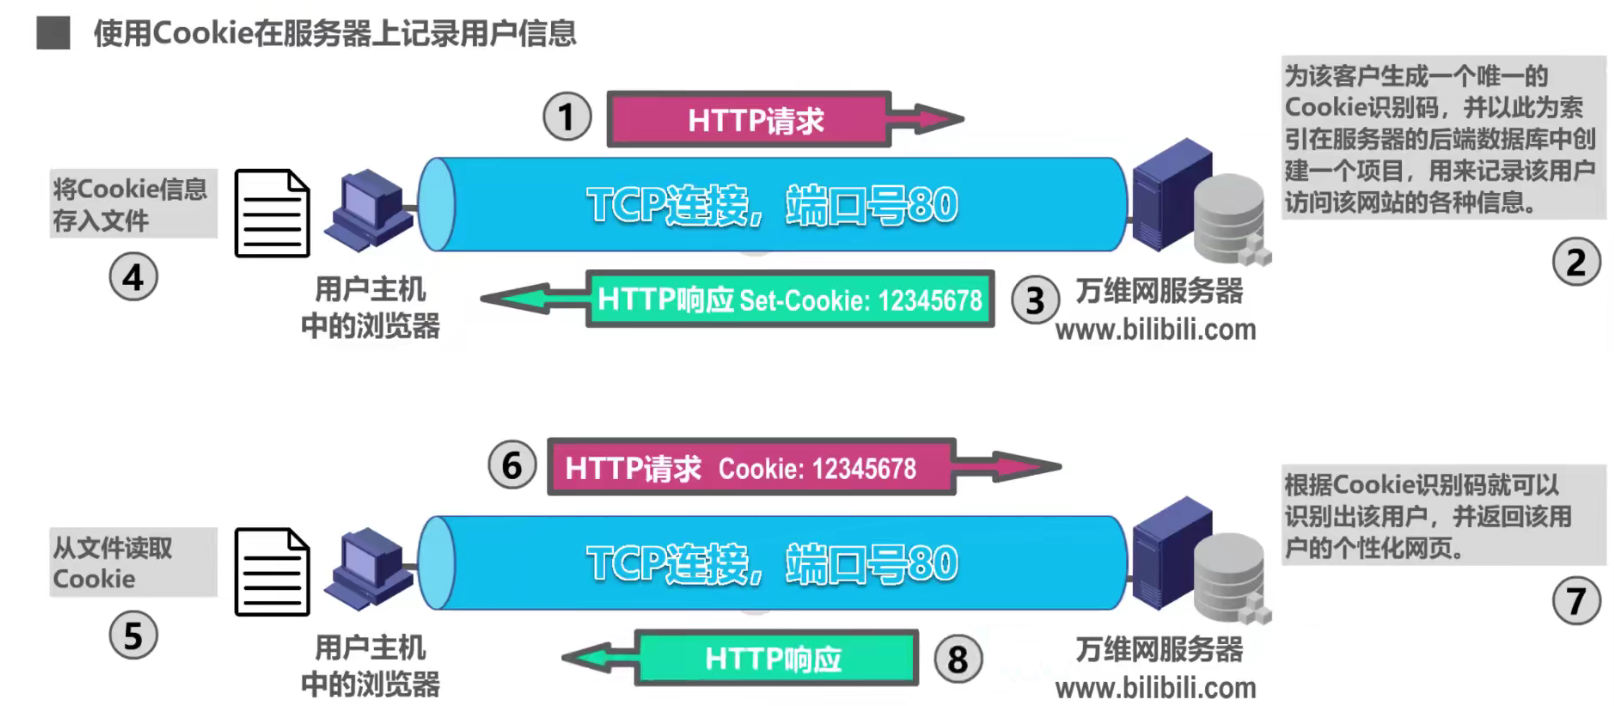 使用Cookie在服务器上记录用户信息
① HTTP请求
为该客户生成一个唯一的
Cookie识别码，并以此为索
引在服务器的后端数据库中创
建一个项目，用来记录该用户
访问该网站的各种信息。
②
将Cookie信息
存入文件
④
TCP连接，端口号80
用户主机
中的浏览器
HTTP响应 Set-Cookie: 12345678
③
万维网服务器
www.bilibili.com
⑥ HTTP请求 Cookie: 12345678
根据Cookie识别码就可以
识别出该用户，并返回该用
户的个性化网页。
⑦
从文件读取
Cookie
⑤
TCP连接，端口号80
用户主机
中的浏览器
HTTP响应
⑧
万维网服务器
www.bilibili.com